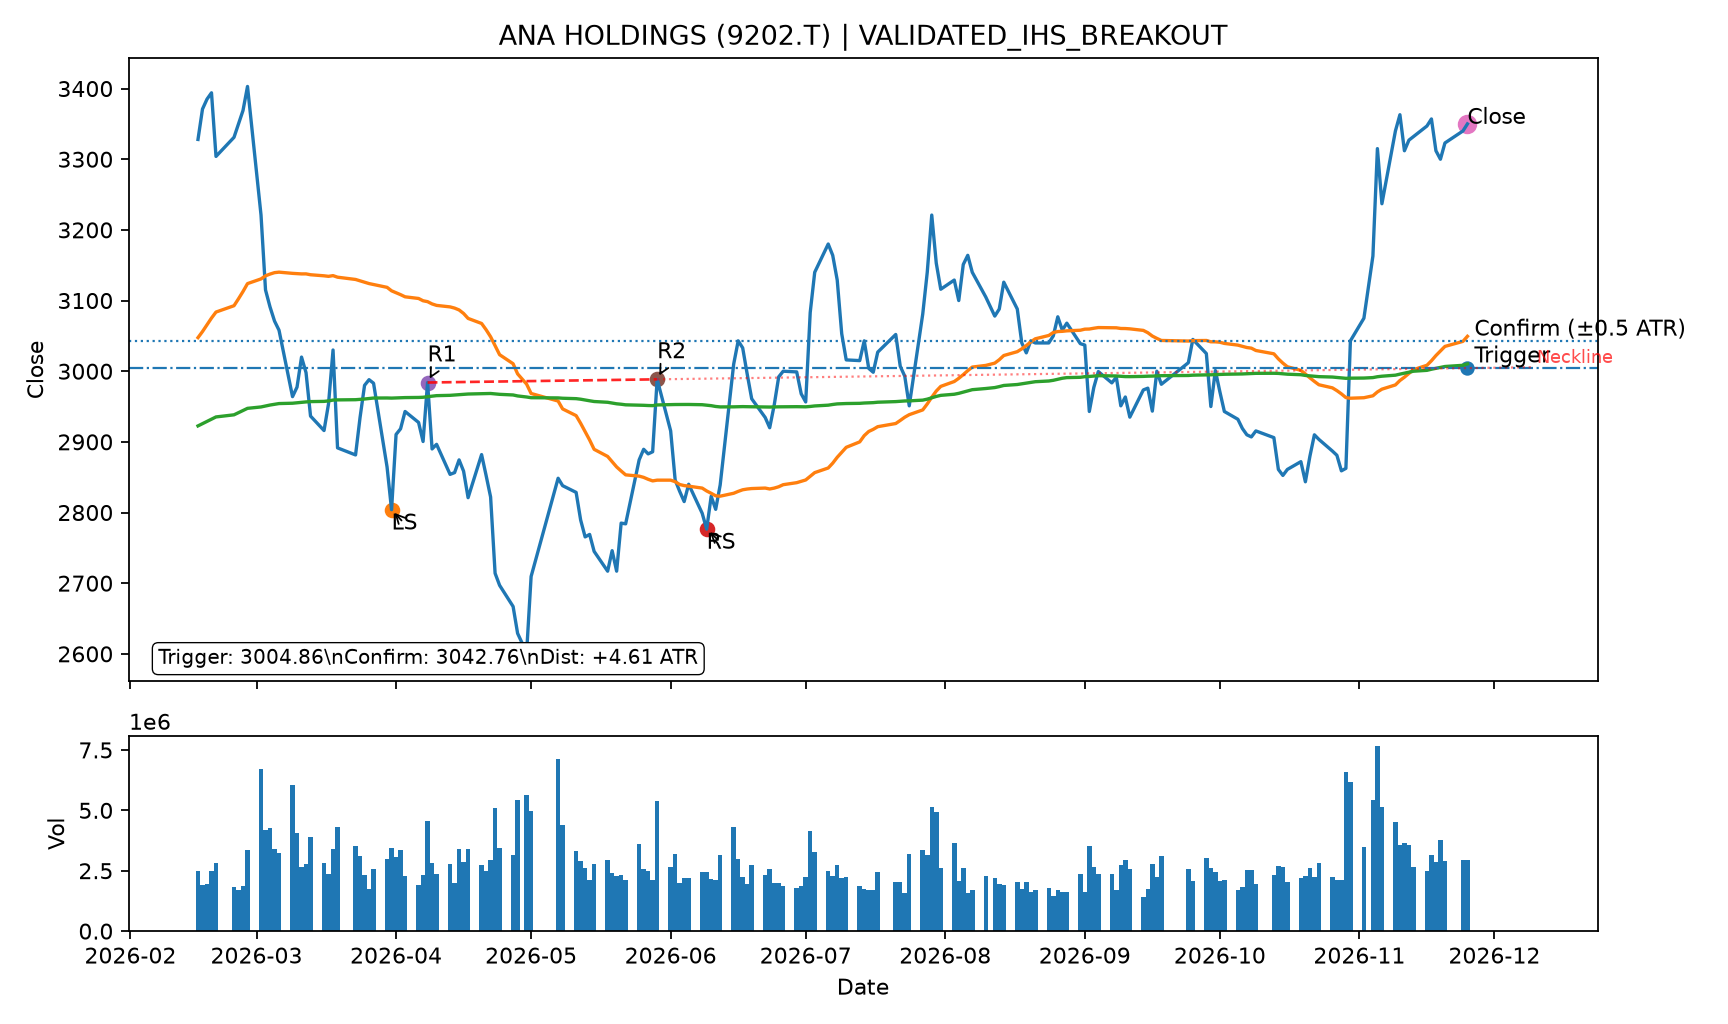 ANA HOLDINGS (9202.T) | VALIDATED_IHS_BREAKOUT
Close
3400
3300
3200
3100
3000
2900
2800
2700
2600
Close
Confirm (±0.5 ATR)
Trigger
Neckline
R1
R2
LS
RS
Trigger: 3004.86\nConfirm: 3042.76\nDist: +4.61 ATR
1e6
Vol
7.5
5.0
2.5
0.0
2026-02 2026-03 2026-04 2026-05 2026-06 2026-07 2026-08 2026-09 2026-10 2026-11 2026-12
Date